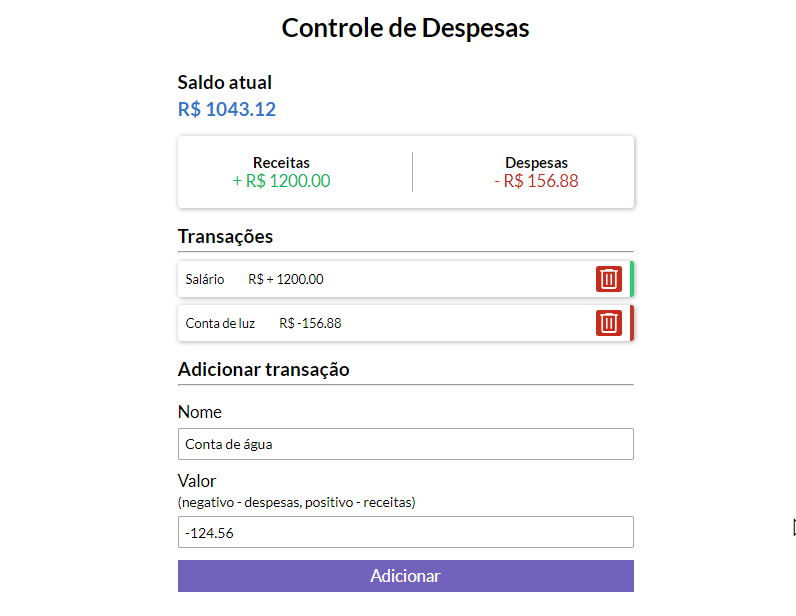 Controle de Despesas
Saldo atual
R$ 1043.12
Receitas
+ R$ 1200.00
Despesas
- R$ 156.88
Transações
Salário R$ + 1200.00
Conta de luz R$ -156.88
Adicionar transação
Nome
Conta de água
Valor
(negativo - despesas, positivo - receitas)
-124.56
Adicionar